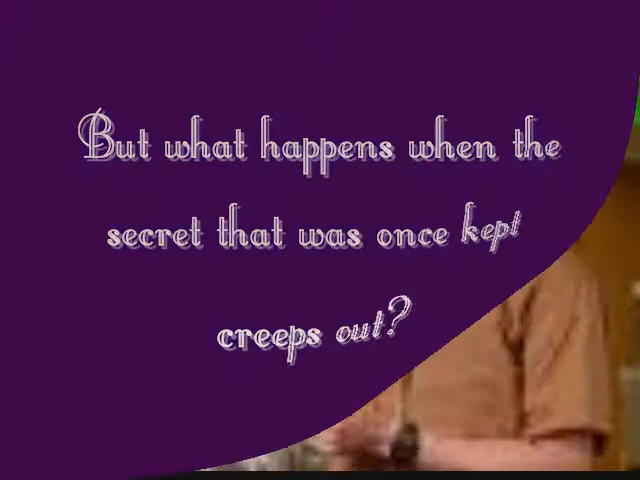 But what happens when the
secret that was once kept
creeps out?